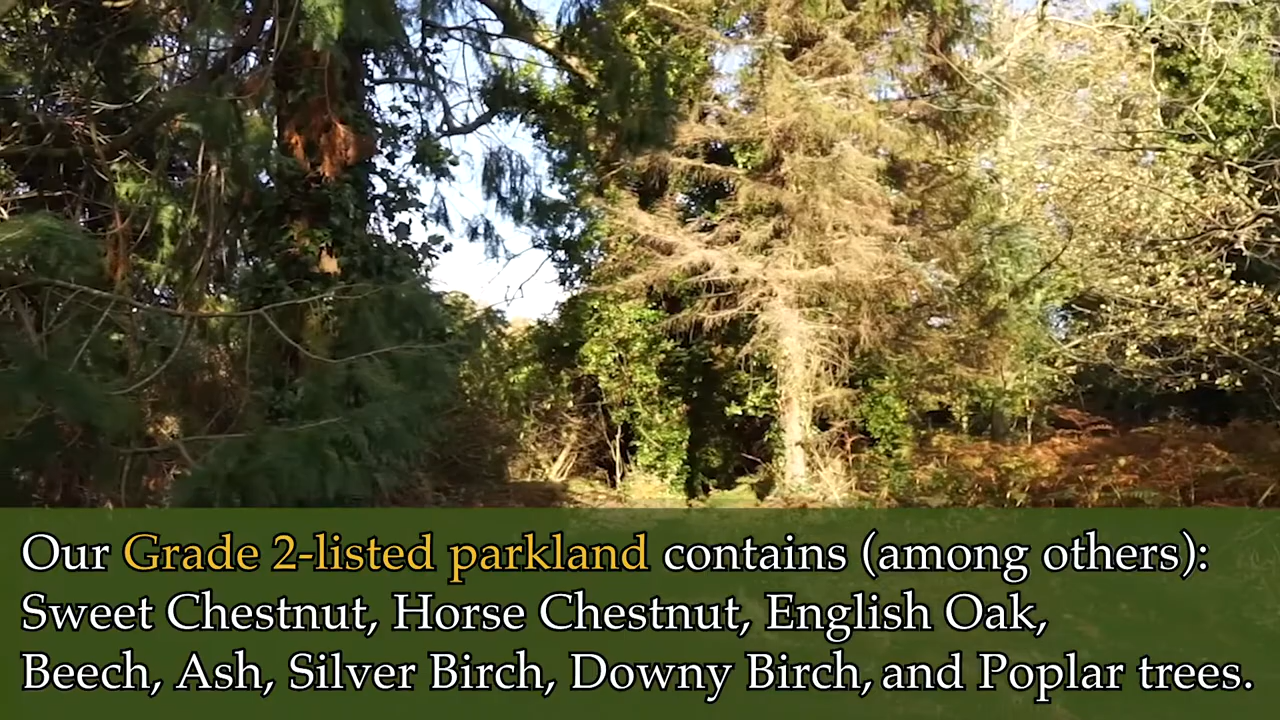 Our Grade 2-listed parkland contains (among others):
Sweet Chestnut, Horse Chestnut, English Oak,
Beech, Ash, Silver Birch, Downy Birch, and Poplar trees.